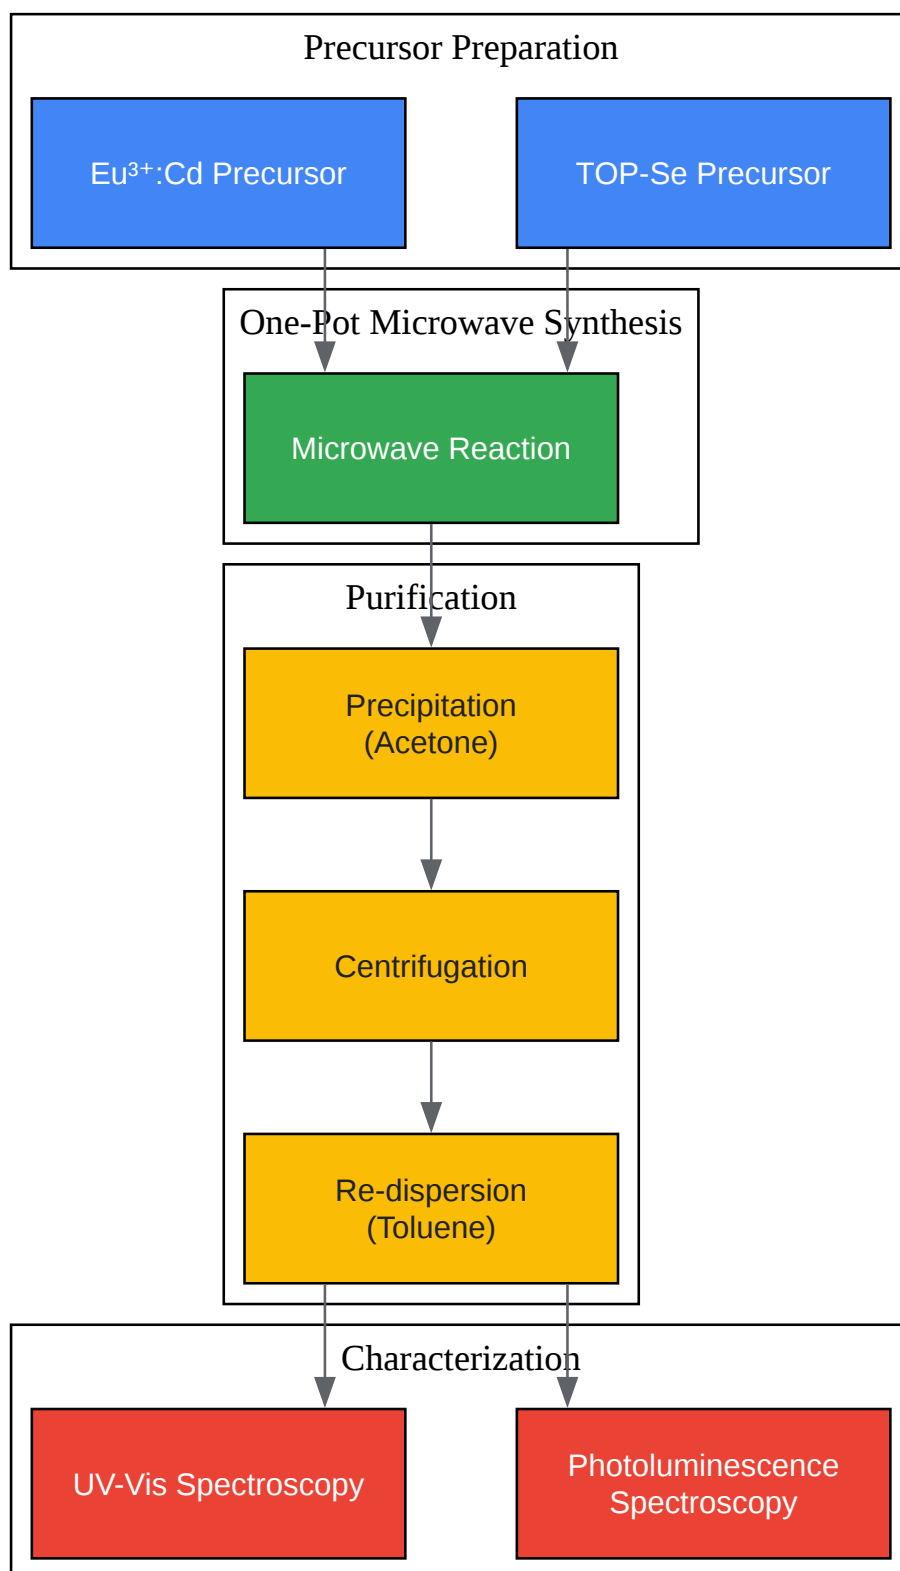 Precursor Preparation
Eu³⁺:Cd Precursor
TOP-Se Precursor
One-Pot Microwave Synthesis
Microwave Reaction
Purification
Precipitation
(Acetone)
Centrifugation
Re-dispersion
(Toluene)
Characterization
UV-Vis Spectroscopy
Photoluminescence
Spectroscopy